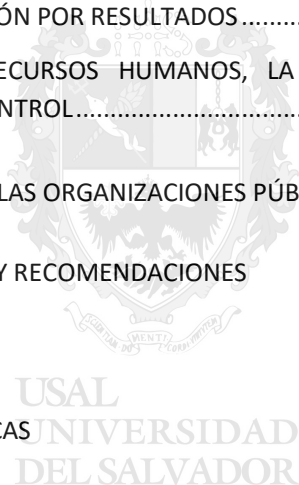 ÓN POR RESULTADOS..........
ECURSOS HUMANOS, LA
NTROL...................................
LAS ORGANIZACIONES PÚB
Y RECOMENDACIONES
CAS
USAL
UNIVERSIDAD
DEL SALVADOR